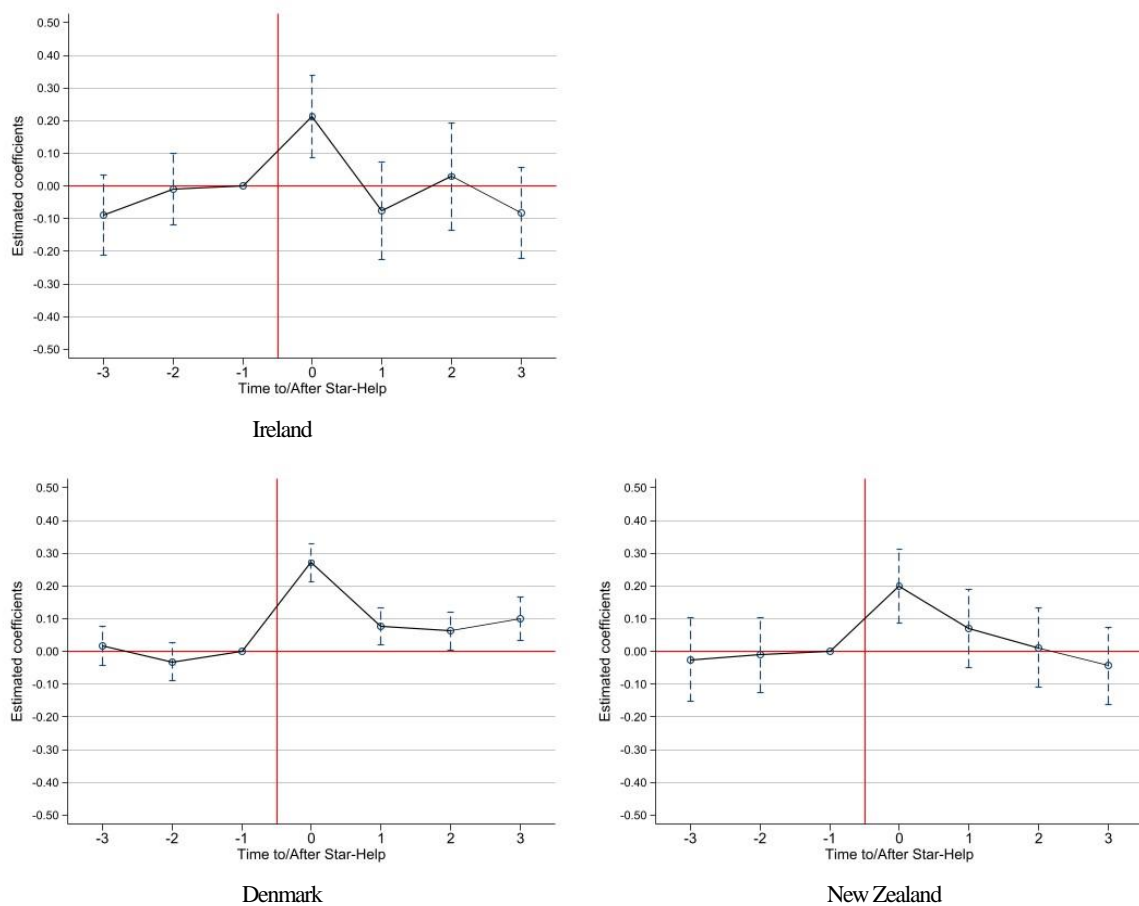 0.50
0.40
0.30
0.20
0.10
0.00
-0.10
-0.20
-0.30
-0.40
-0.50
Estimated coefficients
-3 -2 -1 0 1 2 3
Time to/After Star-Help
Ireland
0.50
0.40
0.30
0.20
0.10
0.00
-0.10
-0.20
-0.30
-0.40
-0.50
Estimated coefficients
-3 -2 -1 0 1 2 3
Time to/After Star-Help
Denmark
0.50
0.40
0.30
0.20
0.10
0.00
-0.10
-0.20
-0.30
-0.40
-0.50
Estimated coefficients
-3 -2 -1 0 1 2 3
Time to/After Star-Help
New Zealand